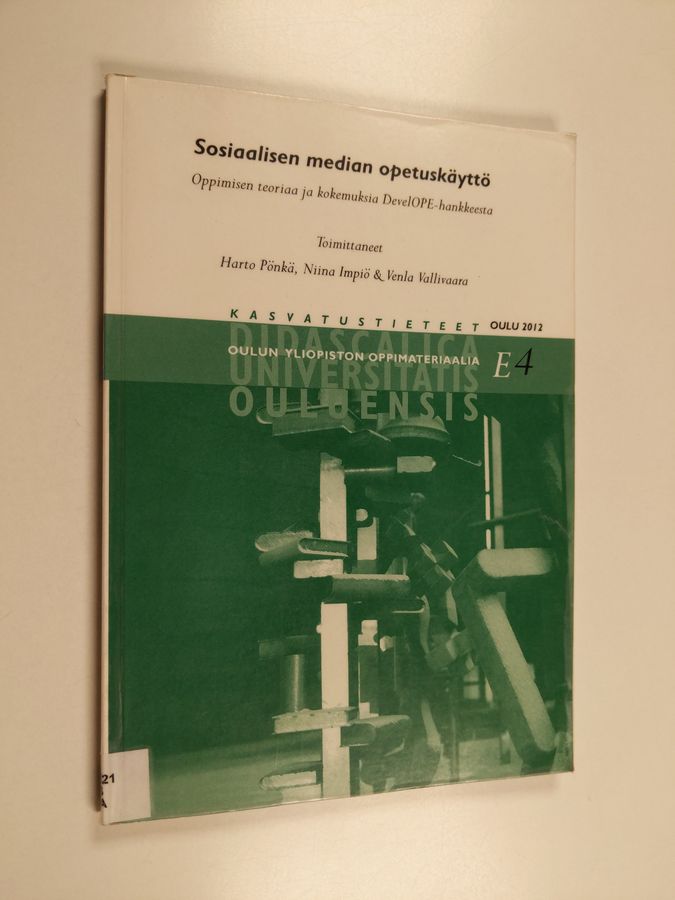 Sosiaalisen median opetuskäyttö
Oppimisen teoriaa ja kokemuksia DevelOPE-hankkeesta
Toimittaneet
Harto Pönkä, Niina Impiö & Venla Vallivaara
KASVATUSTIETEET OULU 2012
DIDASCALICA
OULUN YLIOPISTON OPPIMATERIAALIA E4
UNIVERSITATIS
OULUENSIS
21
A